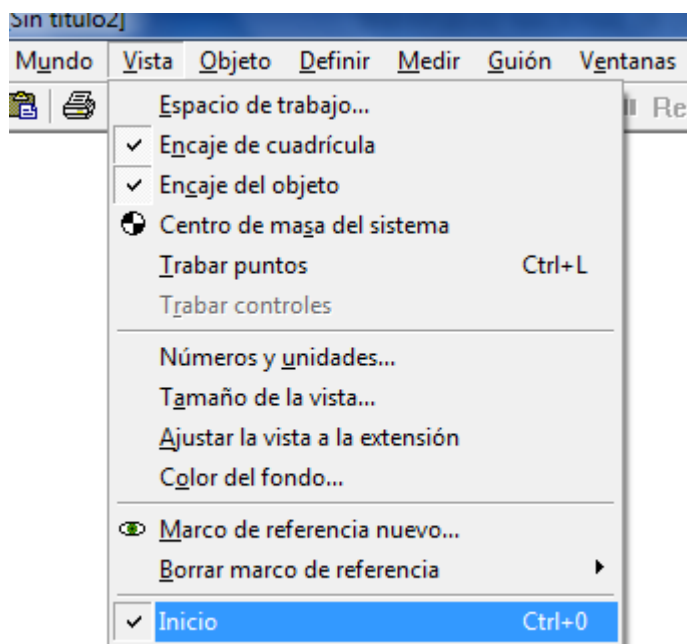 Sin título2]
Mundo Vista Objeto Definir Medir Guión Ventanas
Re
Espacio de trabajo...
Encaje de cuadrícula
Encaje del objeto
Centro de masa del sistema
Trabar puntos Ctrl+L
Trabar controles
Números y unidades...
Tamaño de la vista...
Ajustar la vista a la extensión
Color del fondo...
Marco de referencia nuevo...
Borrar marco de referencia
Inicio Ctrl+0